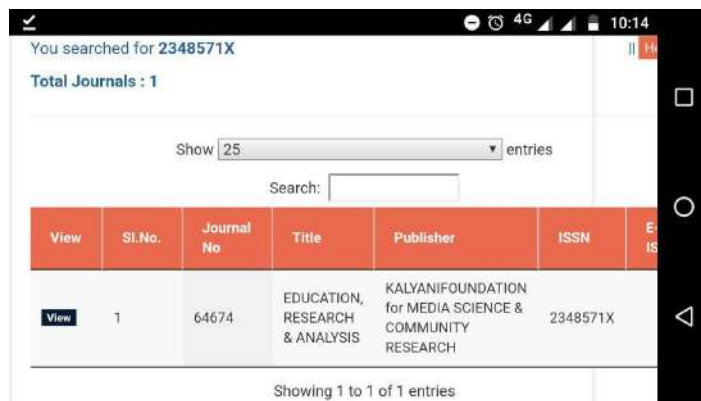 4G 10:14
You searched for 2348571X || H
Total Journals : 1
Show 25 entries
Search:
View Sl.No. Journal No Title Publisher ISSN E- IS
View 1 64674 EDUCATION, RESEARCH & ANALYSIS KALYANIFOUNDATION for MEDIA SCIENCE & COMMUNITY RESEARCH 2348571X
Showing 1 to 1 of 1 entries